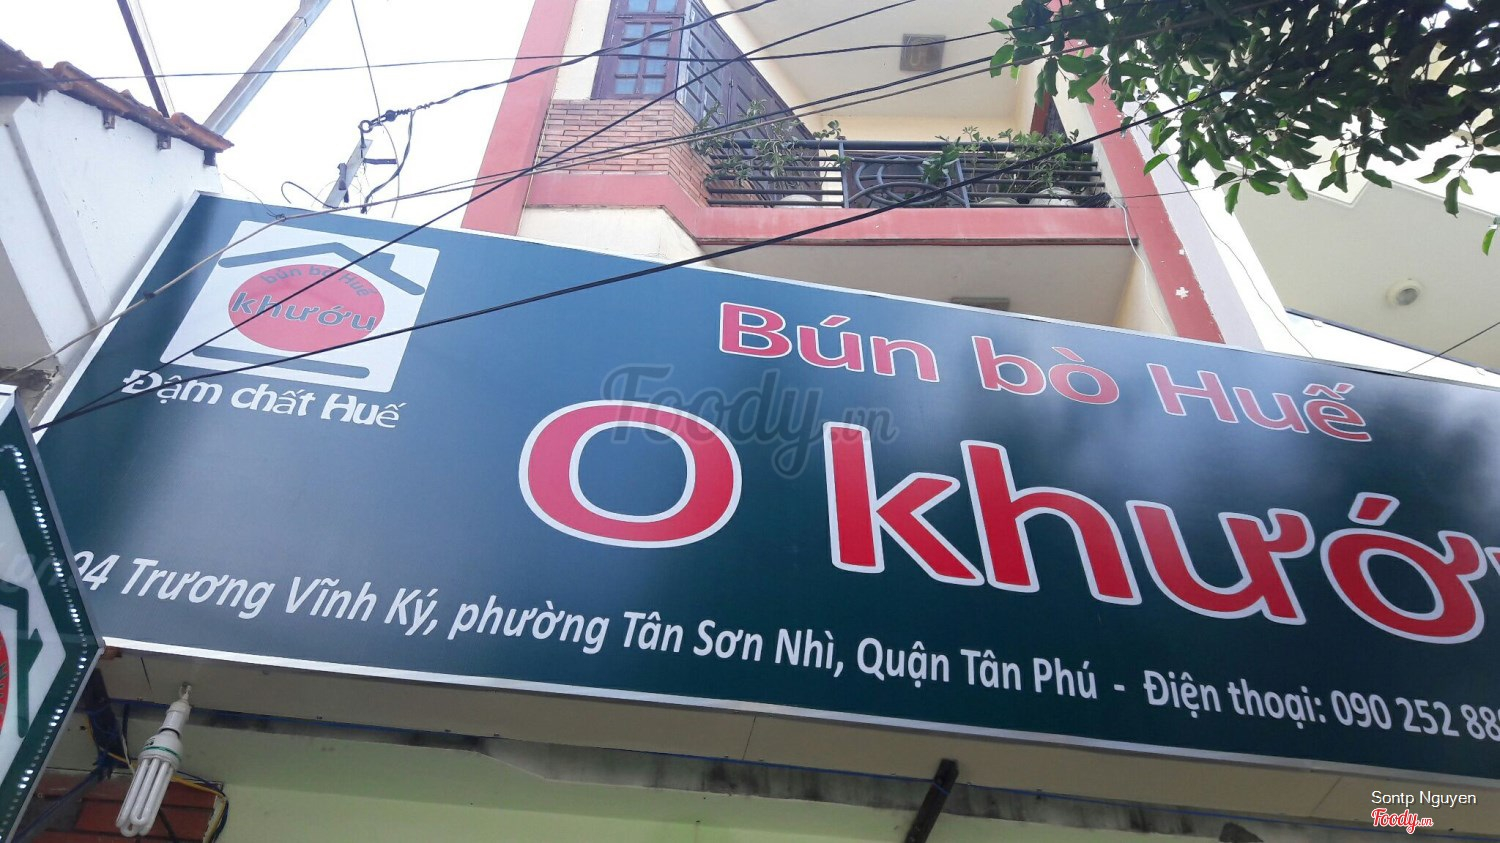 bún bò Huế
khướu
Đậm chất Huế
Bún bò Huế
O khướu
04 Trương Vĩnh Ký, phường Tân Sơn Nhì, Quận Tân Phú - Điện thoại: 090 252 88
Foody.vn
Sontp Nguyen
Foody.vn